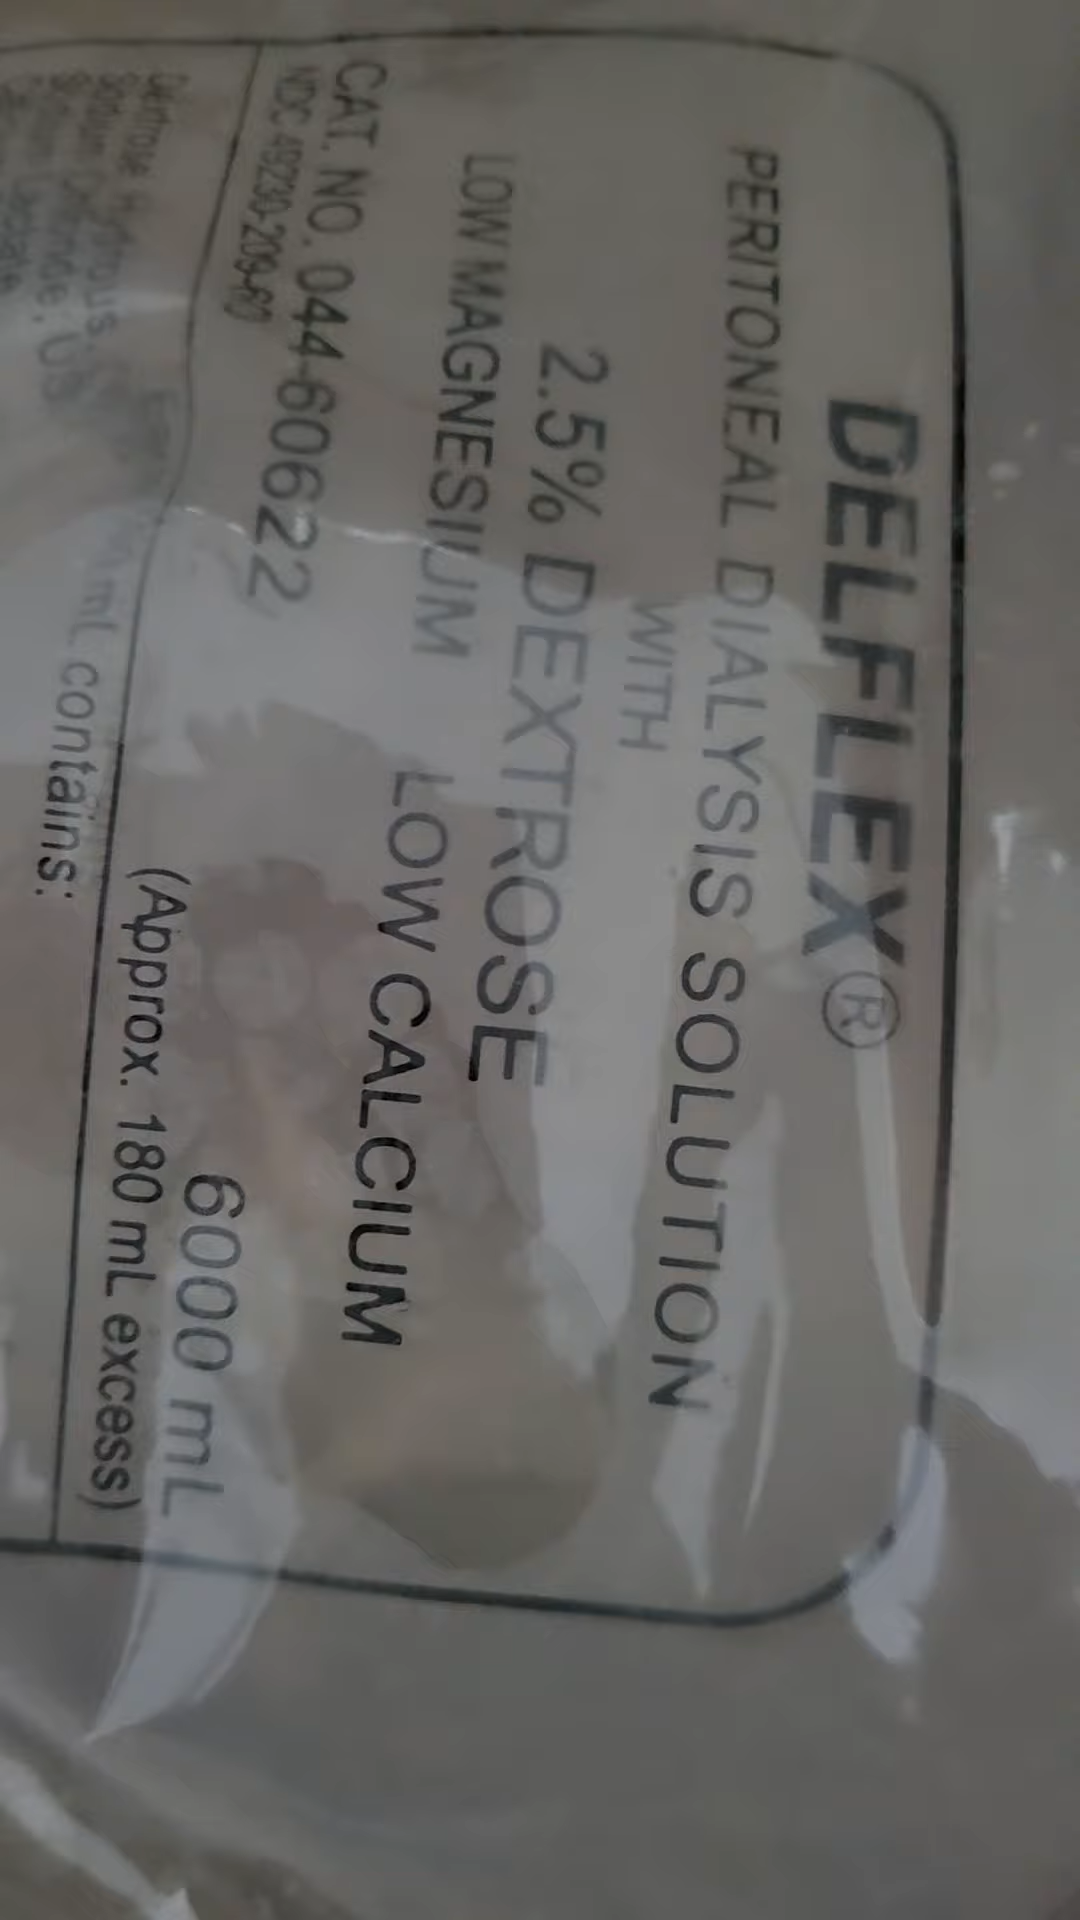 DELFLEX®
PERITONEAL DIALYSIS SOLUTION
WITH
2.5% DEXTROSE
LOW MAGNESIUM LOW CALCIUM
CAT. NO. 044-60622
NDC 49230-209-60
6000 mL
(Approx. 180 mL excess)
mL contains:
Dextrose Hydrous,
Sodium Chloride, US
Sodium Lactate